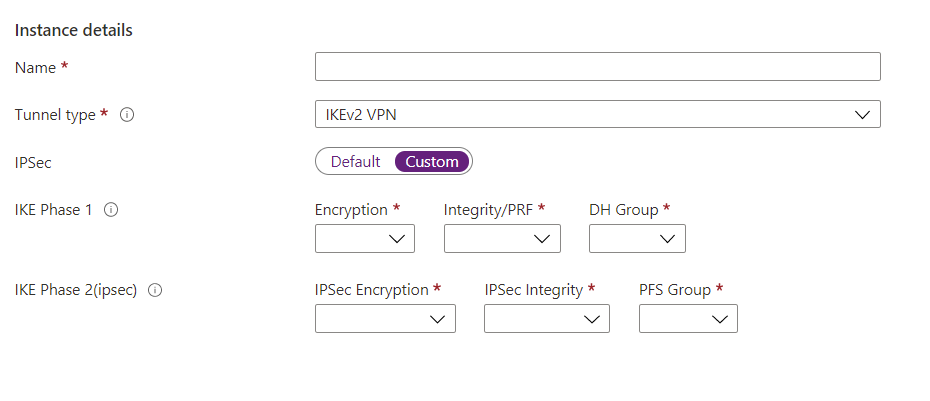 Instance details
Name *
Tunnel type *
IKEv2 VPN
IPSec
Default Custom
IKE Phase 1
Encryption * Integrity/PRF * DH Group *
IKE Phase 2(ipsec)
IPSec Encryption * IPSec Integrity * PFS Group *